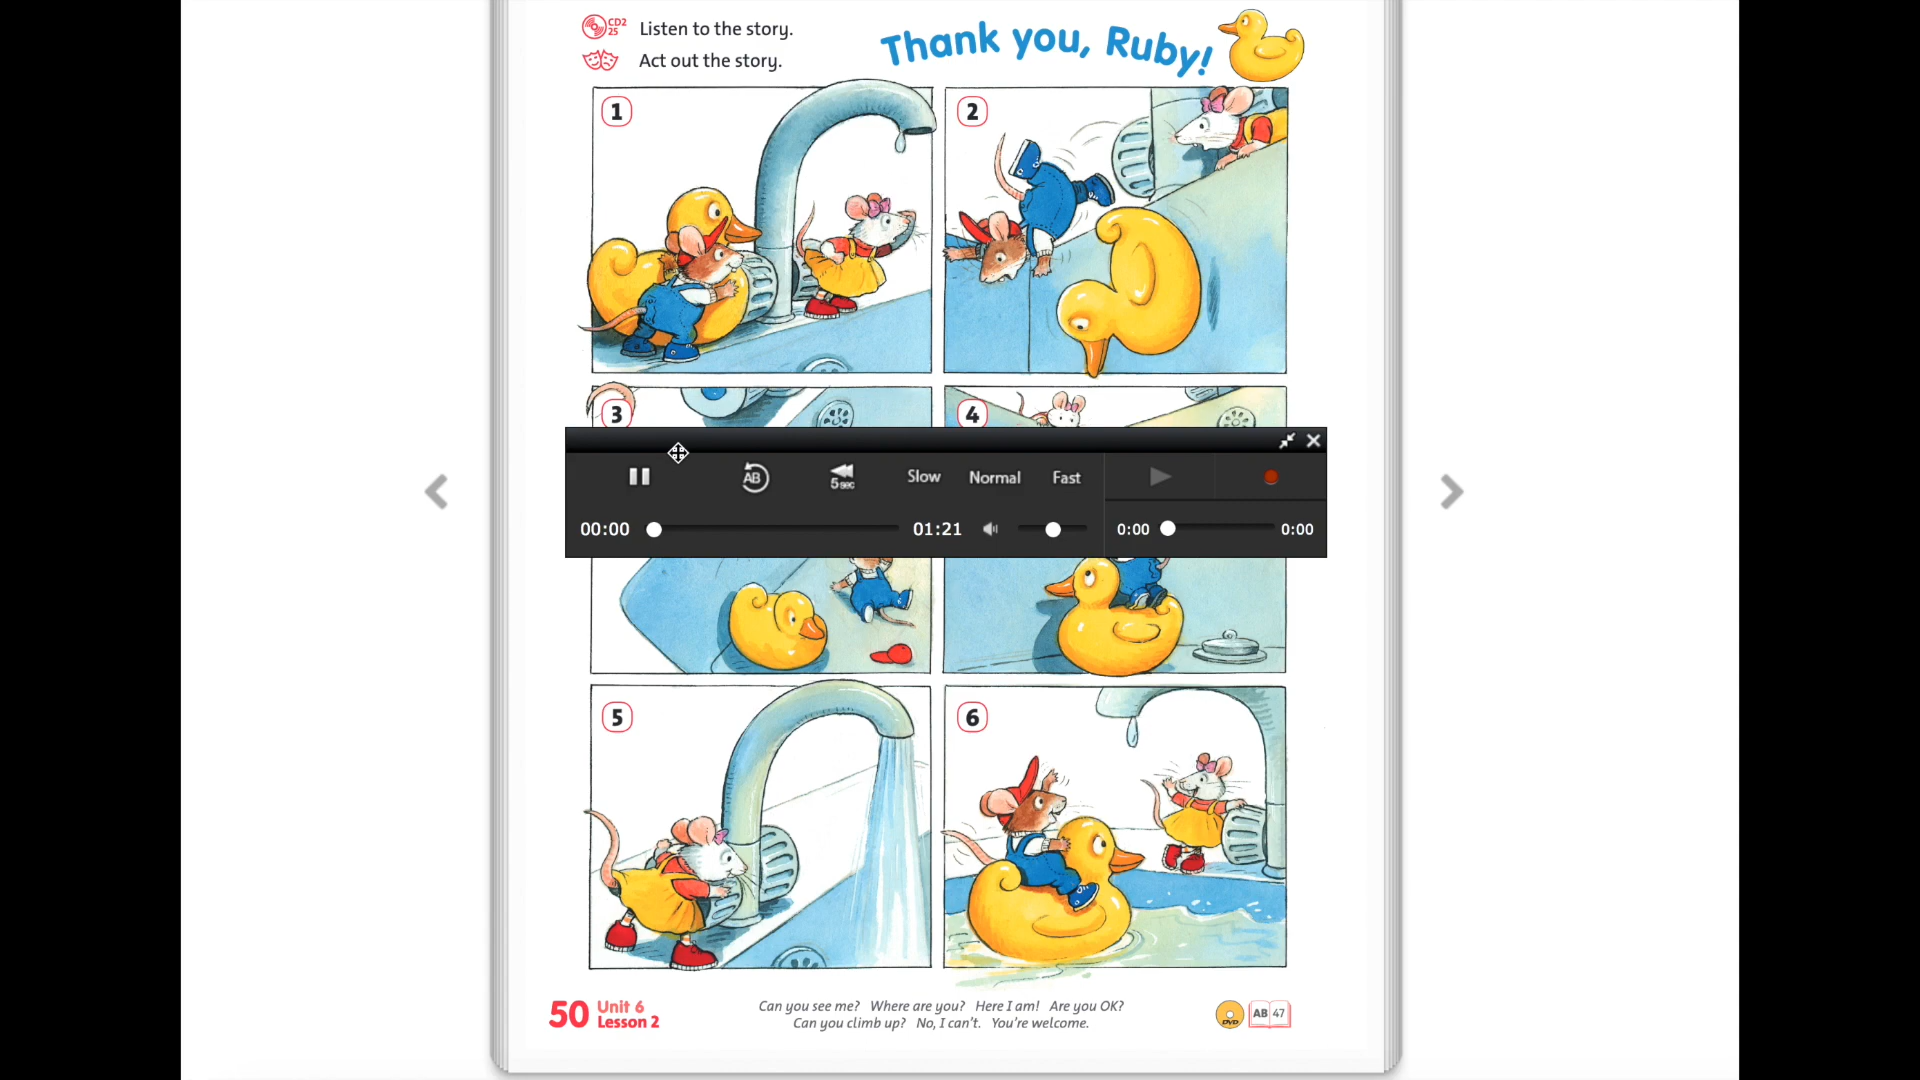 CD2
25
Listen to the story.
Act out the story.
Thank you, Ruby!
1
2
3
4
AB
5sec
Slow
Normal
Fast
00:00
01:21
0:00
0:00
5
6
50
Unit 6
Lesson 2
Can you see me? Where are you? Here I am! Are you OK?
Can you climb up? No, I can't. You're welcome.
DVD
AB 47